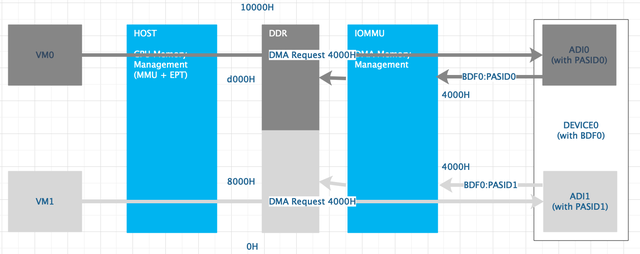 10000H
HOST
DDR
IOMMU
VM0
CPU Memory
Management
(MMU + EPT)
DMA Request 4000H
DMA Memory
Management
ADI0
(with PASID0)
d000H
BDF0:PASID0
4000H
DEVICE0
(with BDF0)
4000H
8000H
BDF0:PASID1
VM1
DMA Request 4000H
ADI1
(with PASID1)
0H